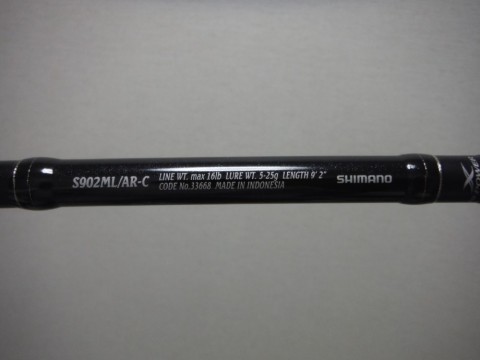 S902ML/AR-C
LINE WT. max 16lb LURE WT. 5-25g LENGTH 9' 2"
CODE No.33668 MADE IN INDONESIA
SHIMANO